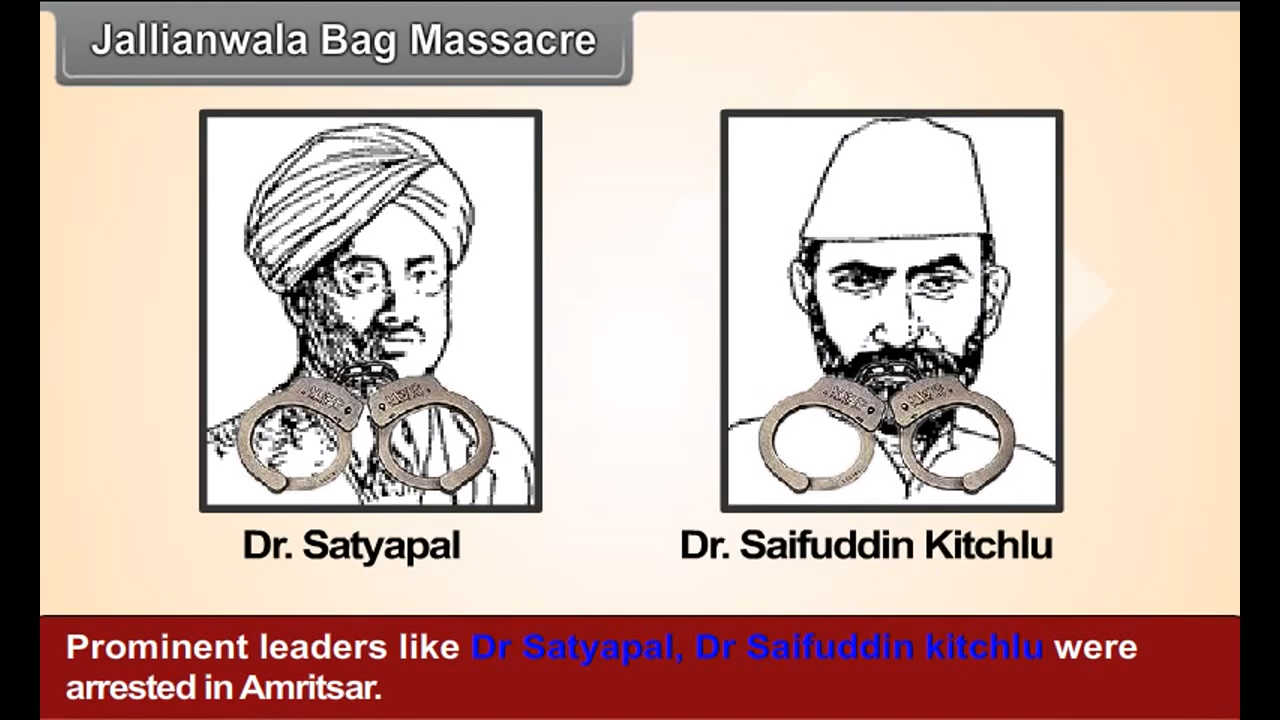 Jallianwala Bag Massacre
Dr. Satyapal
Dr. Saifuddin Kitchlu
Prominent leaders like Dr Satyapal, Dr Saifuddin kitchlu were
arrested in Amritsar.